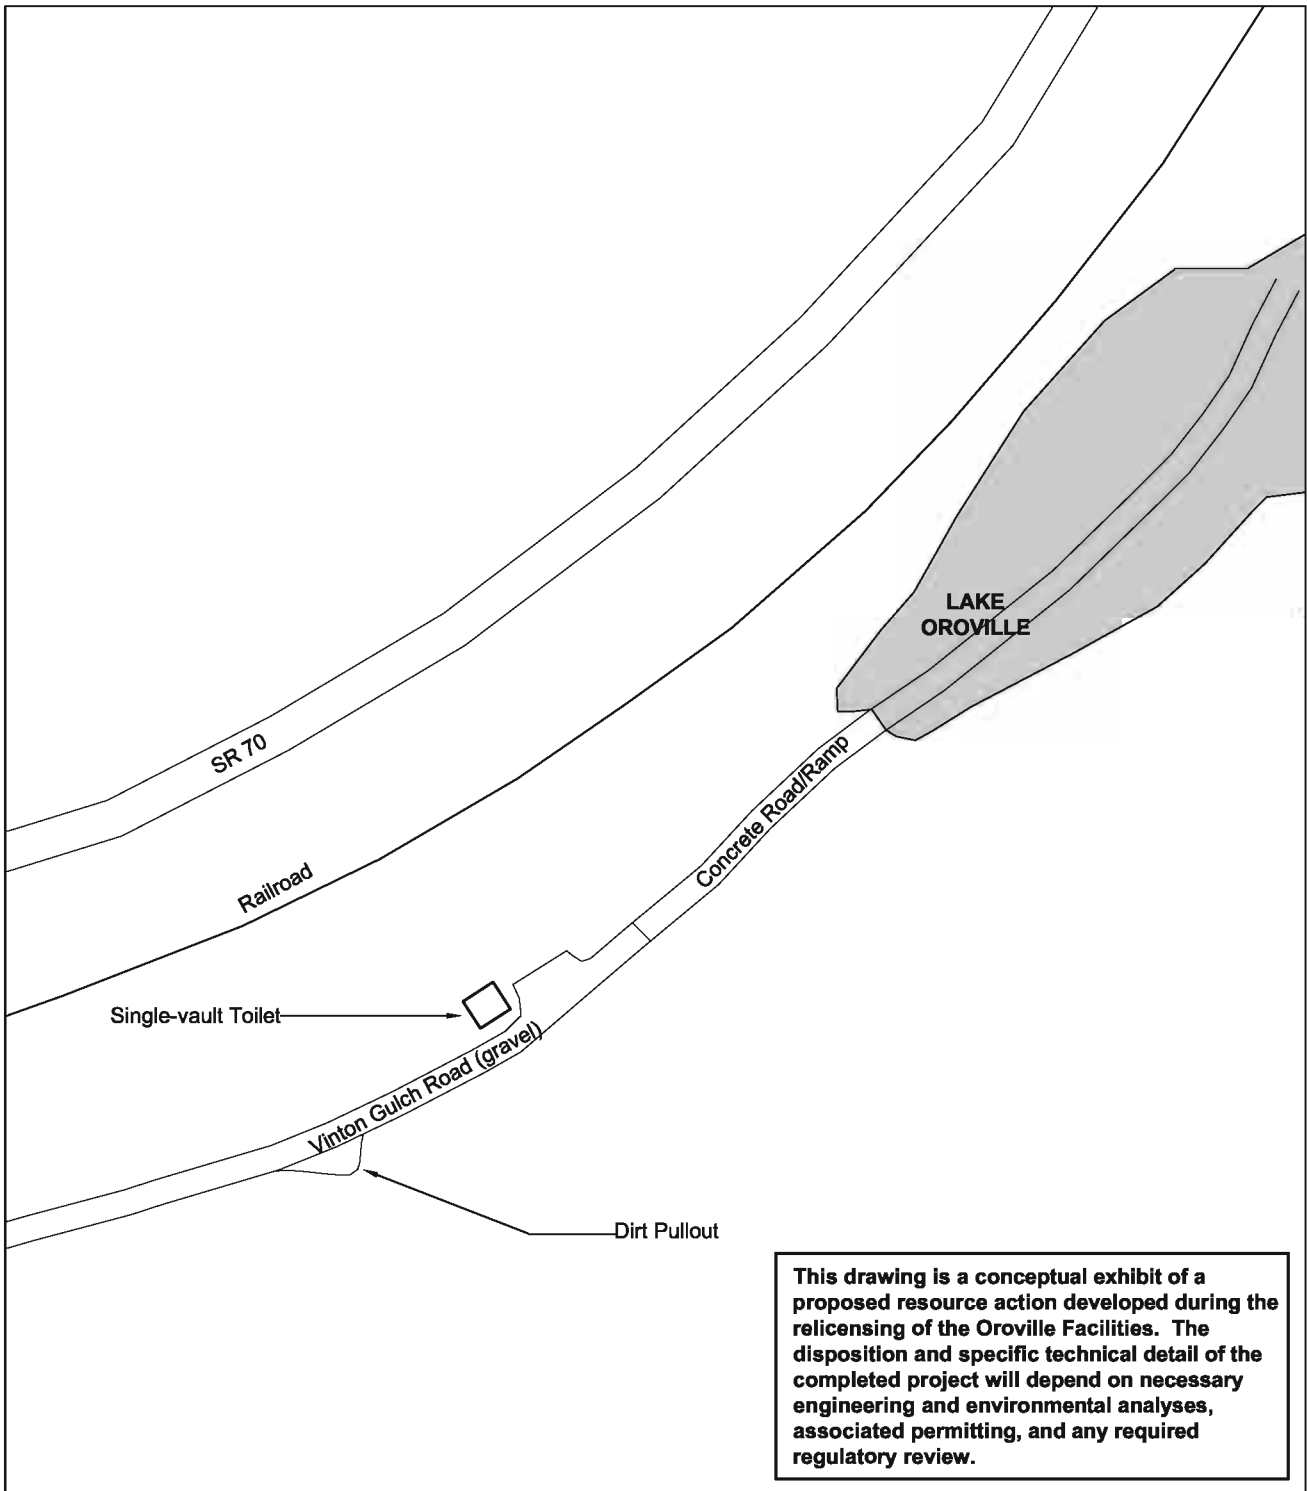 LAKE
OROVILLE
SR 70
Concrete Road/Ramp
Railroad
Single-vault Toilet
Vinton Gulch Road (gravel)
Dirt Pullout
This drawing is a conceptual exhibit of a
proposed resource action developed during the
relicensing of the Oroville Facilities. The
disposition and specific technical detail of the
completed project will depend on necessary
engineering and environmental analyses,
associated permitting, and any required
regulatory review.